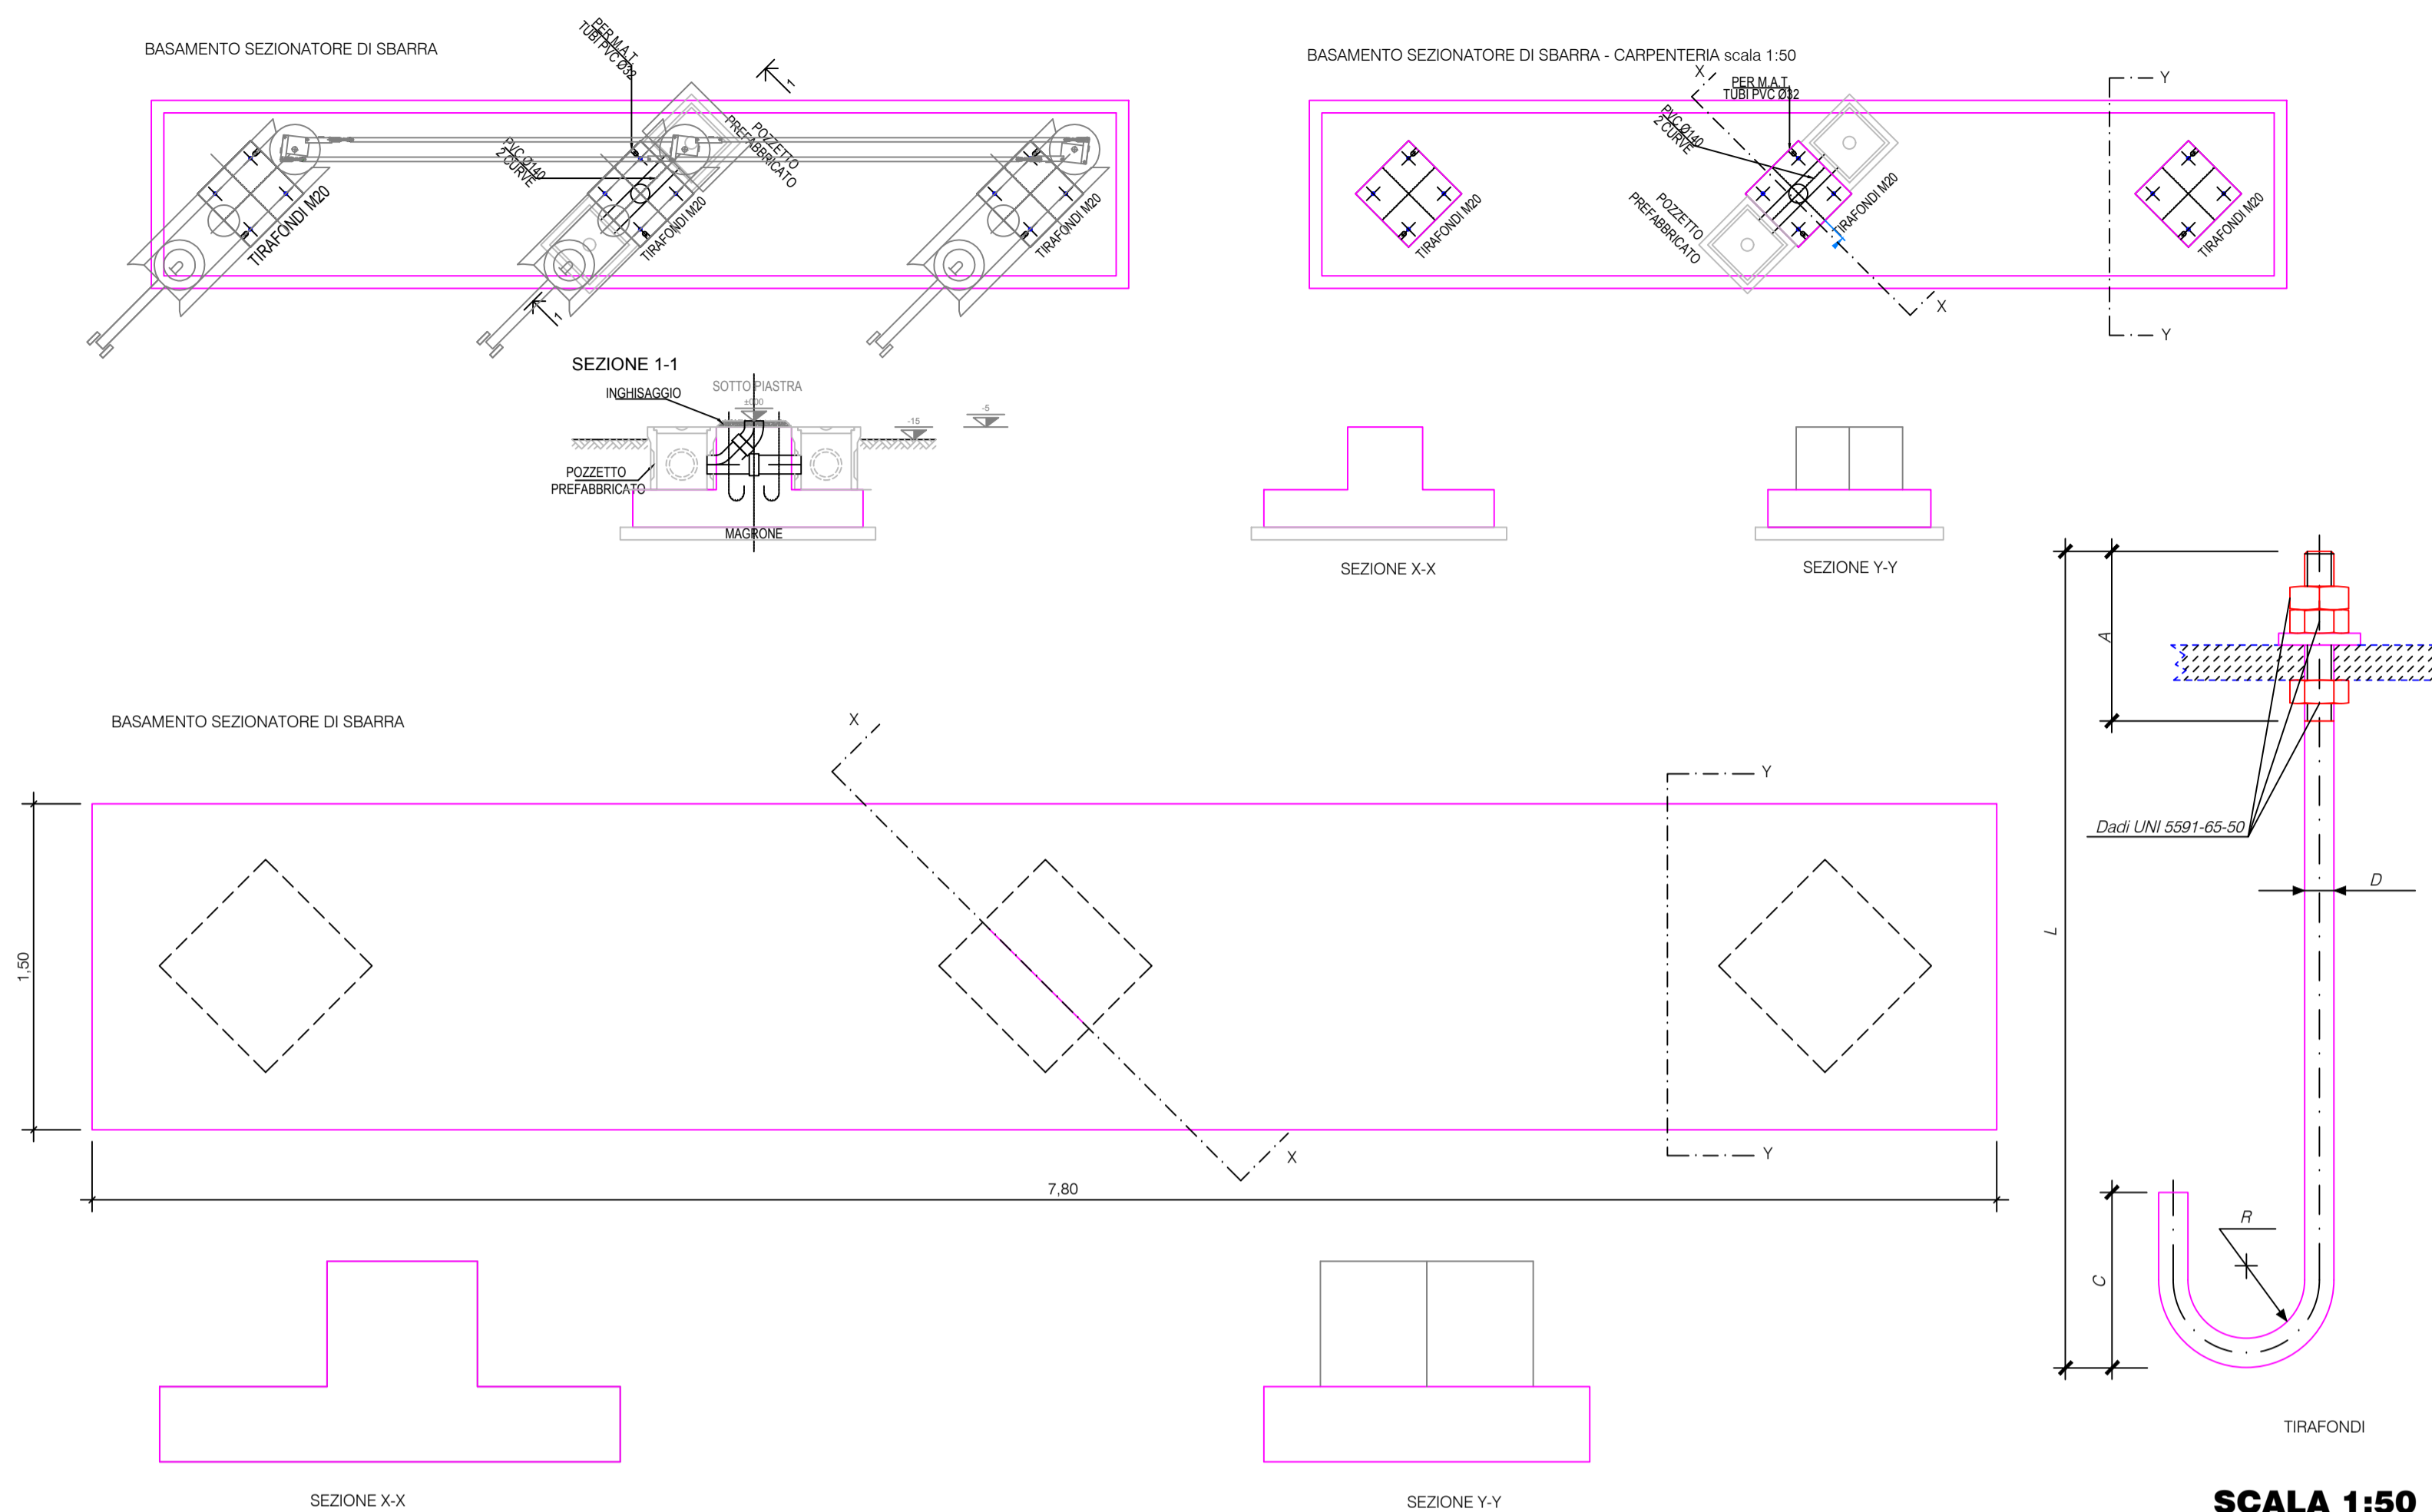 BASAMENTO SEZIONATORE DI SBARRA
PER M.A.T.
TUBI PVC Ø32
1
PVC Ø140
2 CURVE
POZZETTO
PREFABBRICATO
TIRAFONDI M20
TIRAFONDI M20
TIRAFONDI M20
1
BASAMENTO SEZIONATORE DI SBARRA - CARPENTERIA scala 1:50
X
PER M.A.T.
TUBI PVC Ø32
Y
PVC Ø140
2 CURVE
POZZETTO
PREFABBRICATO
TIRAFONDI M20
TIRAFONDI M20
TIRAFONDI M20
X
Y
SEZIONE 1-1
INGHISAGGIO
SOTTO PIASTRA
±000
-15
-5
POZZETTO
PREFABBRICATO
MAGRONE
SEZIONE X-X
SEZIONE Y-Y
BASAMENTO SEZIONATORE DI SBARRA
X
Y
1,50
X
Y
7,80
SEZIONE X-X
SEZIONE Y-Y
A
L
Dadi UNI 5591-65-50
D
R
C
TIRAFONDI
SCALA 1:50